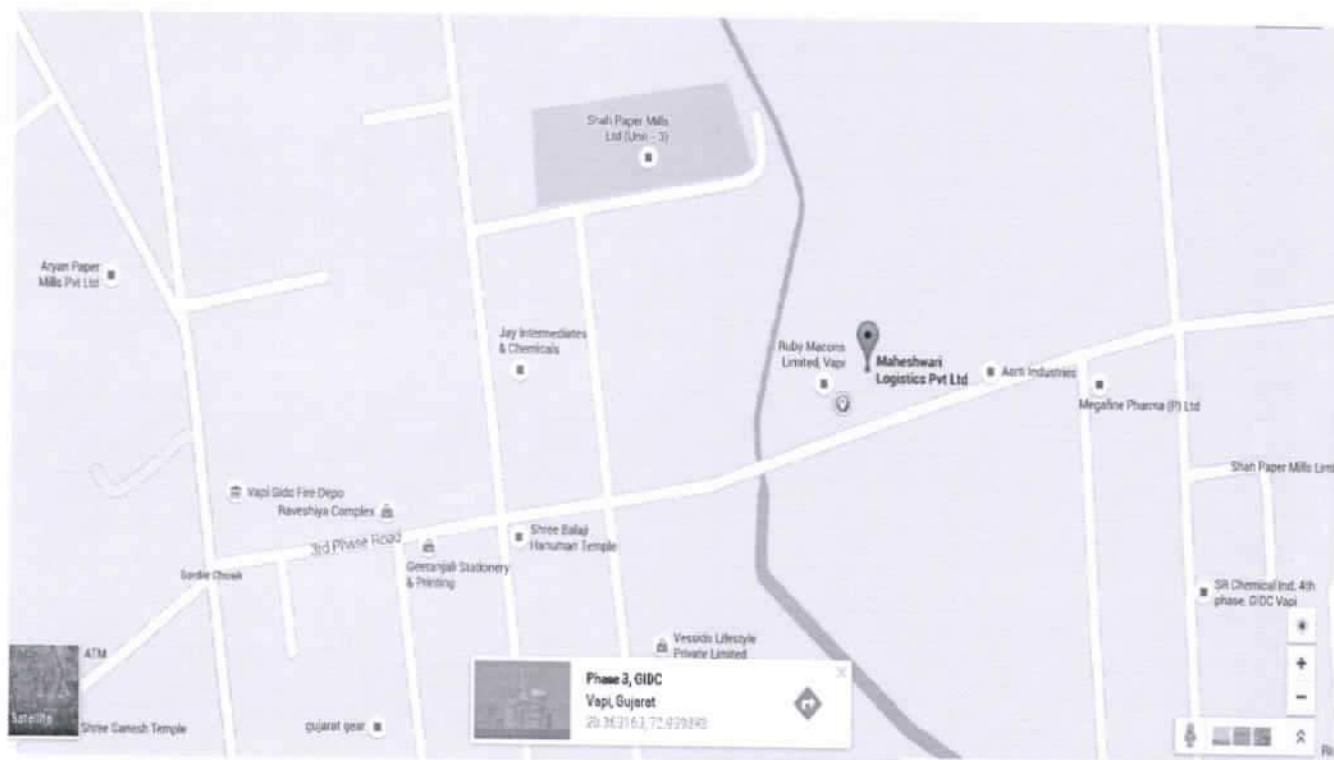 Shah Paper Mills
Ltd (Unit - 3)
Aryan Paper
Mills Pvt Ltd
Jay Intermediates
& Chemicals
Ruby Macons
Limited, Vapi
Maheshwari
Logistics Pvt Ltd
Aarti Industries
Megafine Pharma (P) Ltd
Shah Paper Mills Limi
Vapi Gidc Fire Depo
Raveshiya Complex
3rd Phase Road
Shree Balaji
Hanuman Temple
Geetanjali Stationery
& Printing
SR Chemical Ind. 4th
phase, GIDC Vapi
Vessido Lifestyle
Private Limited
ATM
Phase 3, GIDC
Vapi, Gujarat
Satellite
Shree Ganesh Temple
gujarat gear